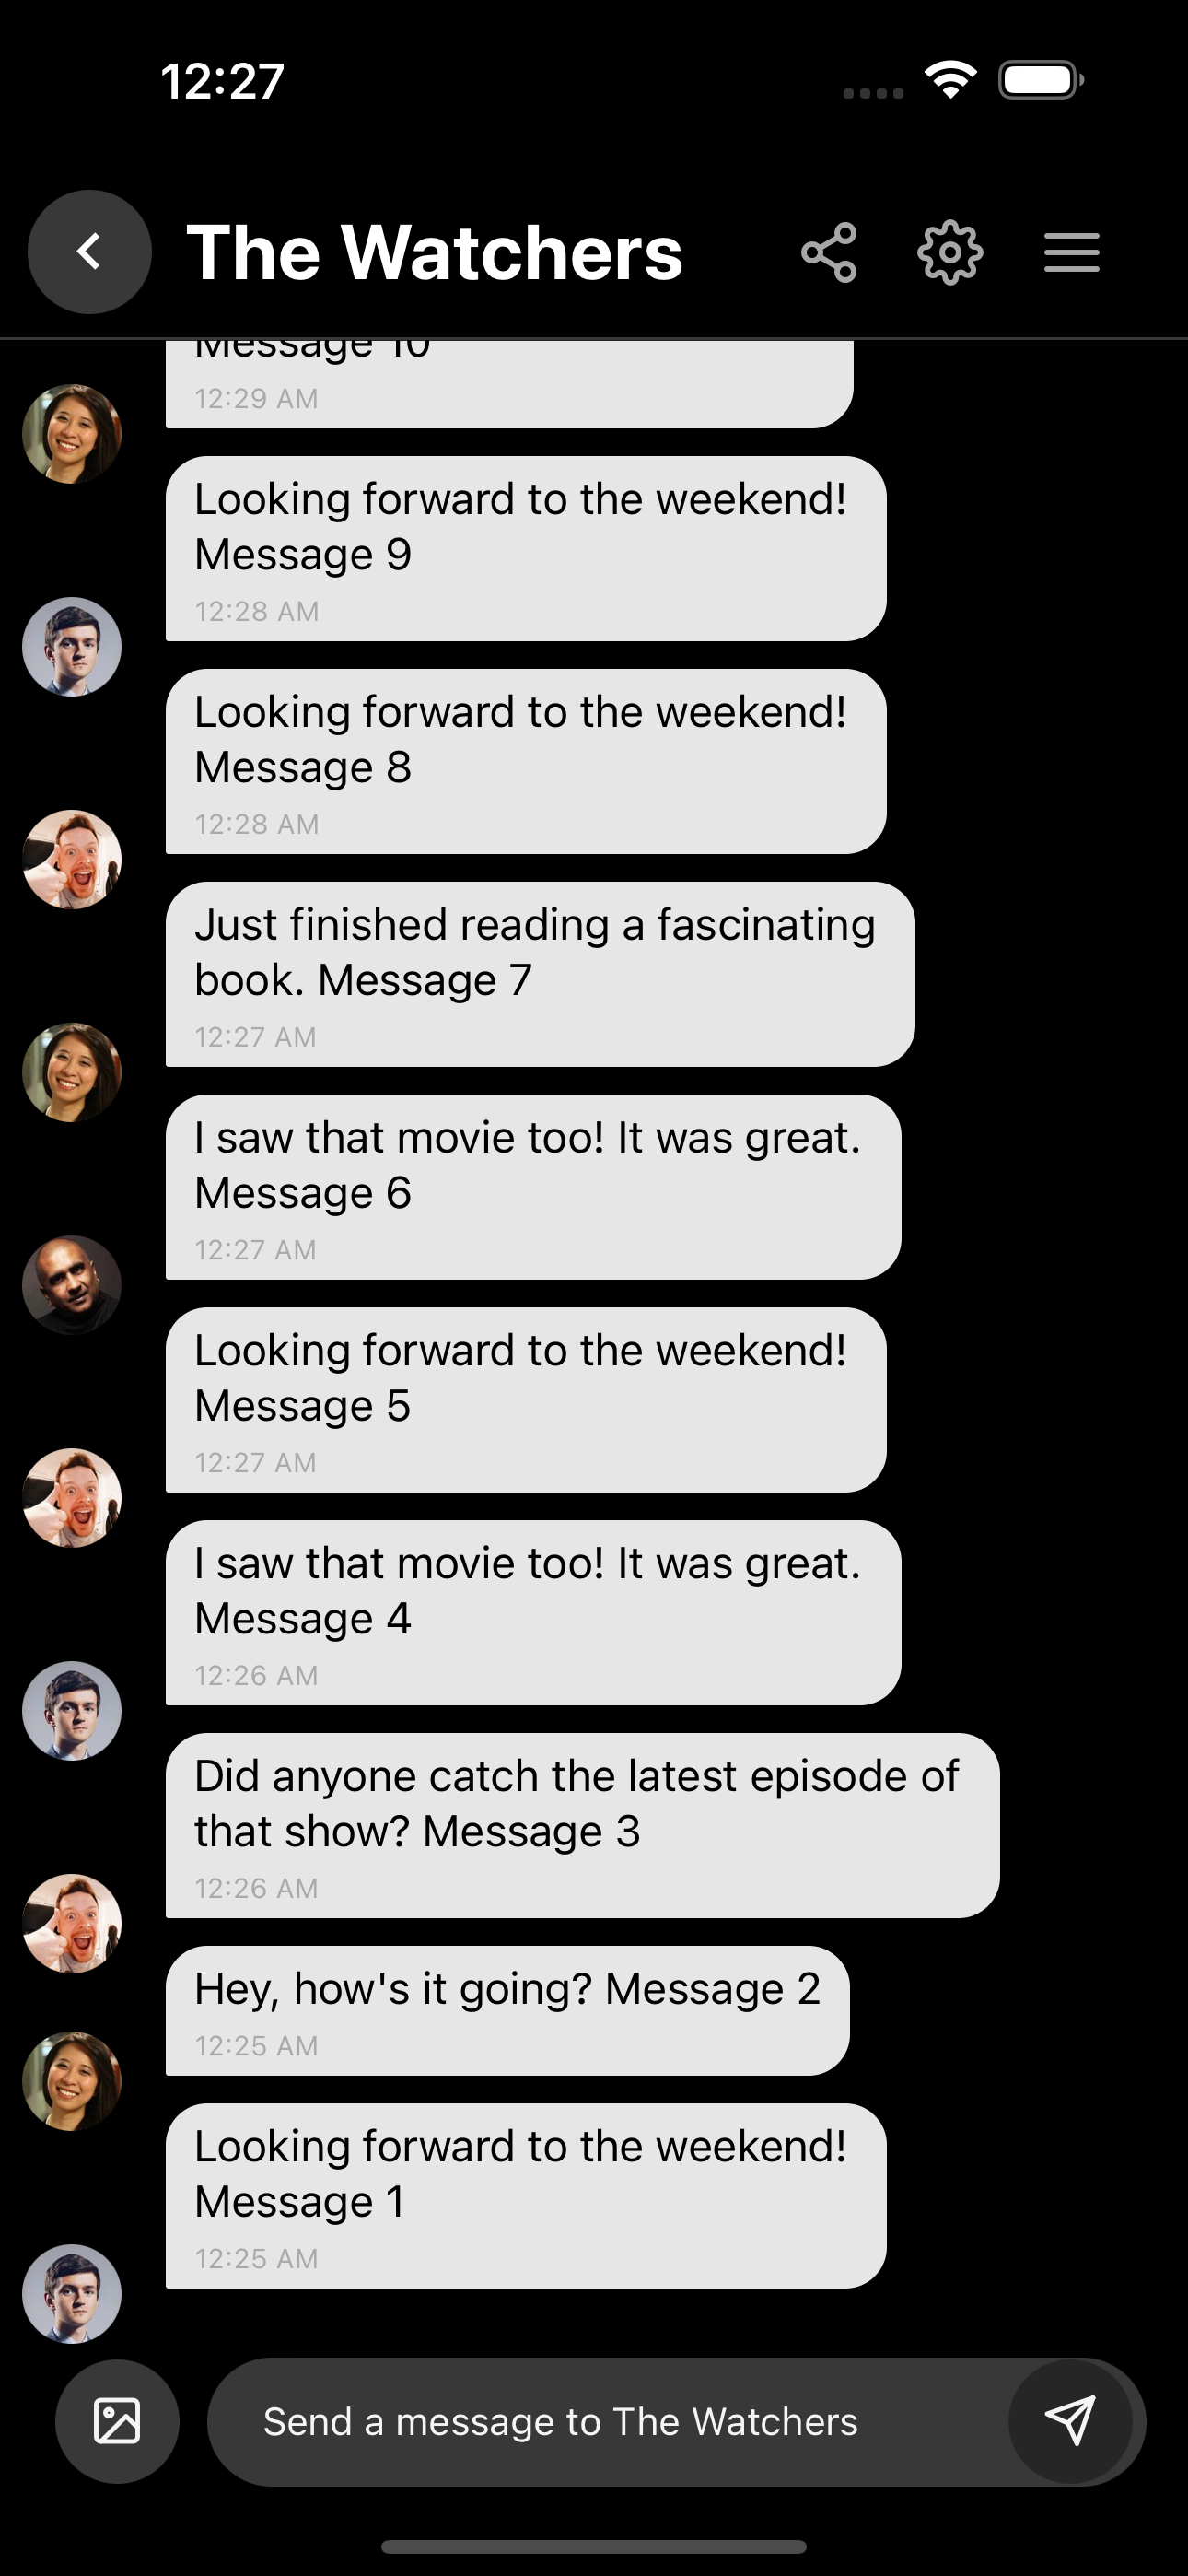 12:27
The Watchers
Message 10
12:29 AM
Looking forward to the weekend!
Message 9
12:28 AM
Looking forward to the weekend!
Message 8
12:28 AM
Just finished reading a fascinating
book. Message 7
12:27 AM
I saw that movie too! It was great.
Message 6
12:27 AM
Looking forward to the weekend!
Message 5
12:27 AM
I saw that movie too! It was great.
Message 4
12:26 AM
Did anyone catch the latest episode of
that show? Message 3
12:26 AM
Hey, how's it going? Message 2
12:25 AM
Looking forward to the weekend!
Message 1
12:25 AM
Send a message to The Watchers